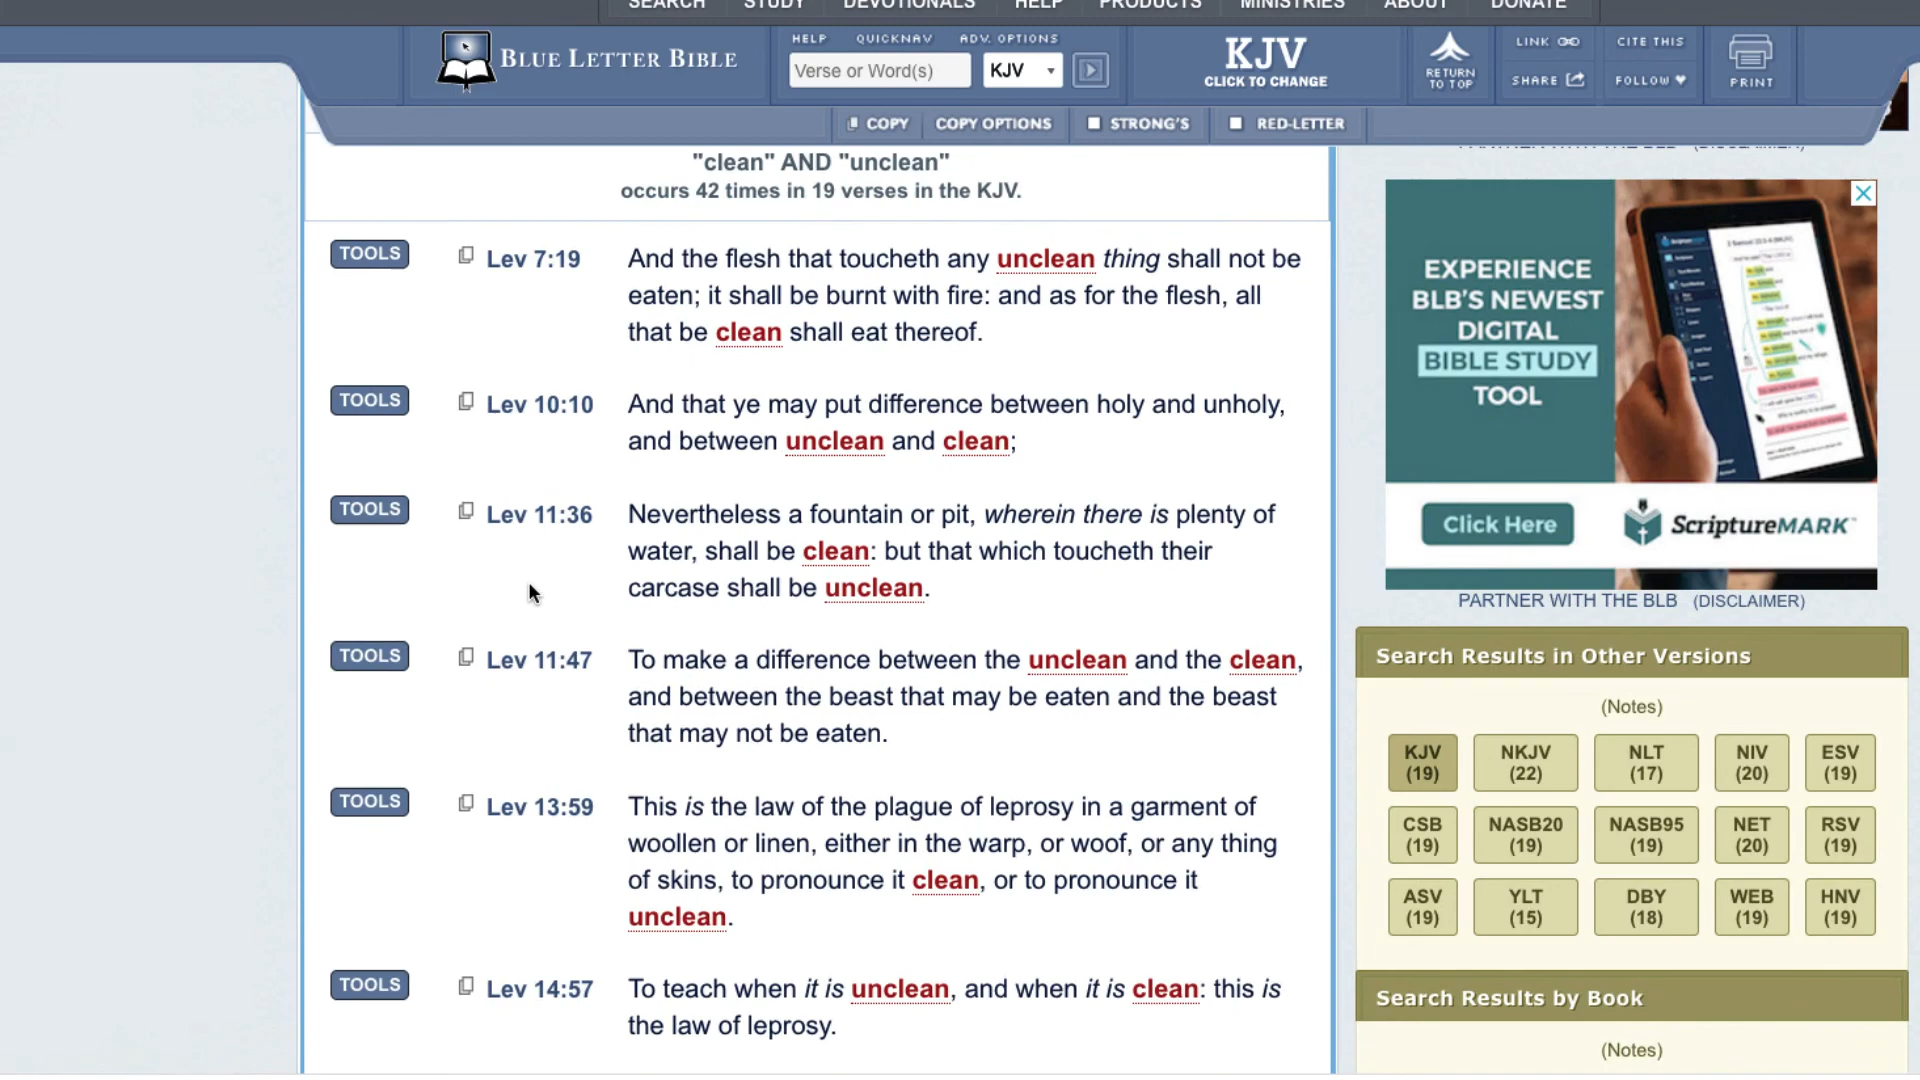 SEARCH STUDY DEVOTIONALS HELP PRODUCTS MINISTRIES ABOUT DONATE
BLUE LETTER BIBLE
HELP QUICKNAV ADV. OPTIONS
Verse or Word(s) KJV
KJV
CLICK TO CHANGE
RETURN
TO TOP
LINK
SHARE
CITE THIS
FOLLOW
PRINT
COPY COPY OPTIONS STRONG'S RED-LETTER
"clean" AND "unclean"
occurs 42 times in 19 verses in the KJV.
TOOLS Lev 7:19 And the flesh that toucheth any unclean thing shall not be
eaten; it shall be burnt with fire: and as for the flesh, all
that be clean shall eat thereof.
TOOLS Lev 10:10 And that ye may put difference between holy and unholy,
and between unclean and clean;
TOOLS Lev 11:36 Nevertheless a fountain or pit, wherein there is plenty of
water, shall be clean: but that which toucheth their
carcase shall be unclean.
TOOLS Lev 11:47 To make a difference between the unclean and the clean,
and between the beast that may be eaten and the beast
that may not be eaten.
TOOLS Lev 13:59 This is the law of the plague of leprosy in a garment of
woollen or linen, either in the warp, or woof, or any thing
of skins, to pronounce it clean, or to pronounce it
unclean.
TOOLS Lev 14:57 To teach when it is unclean, and when it is clean: this is
the law of leprosy.
PARTNER WITH THE BLB (DISCLAIMER)
EXPERIENCE
BLB'S NEWEST
DIGITAL
BIBLE STUDY
TOOL
Click Here
ScriptureMARK
PARTNER WITH THE BLB (DISCLAIMER)
Search Results in Other Versions
(Notes)
KJV (19) NKJV (22) NLT (17) NIV (20) ESV (19)
CSB (19) NASB20 (19) NASB95 (19) NET (20) RSV (19)
ASV (19) YLT (15) DBY (18) WEB (19) HNV (19)
Search Results by Book
(Notes)